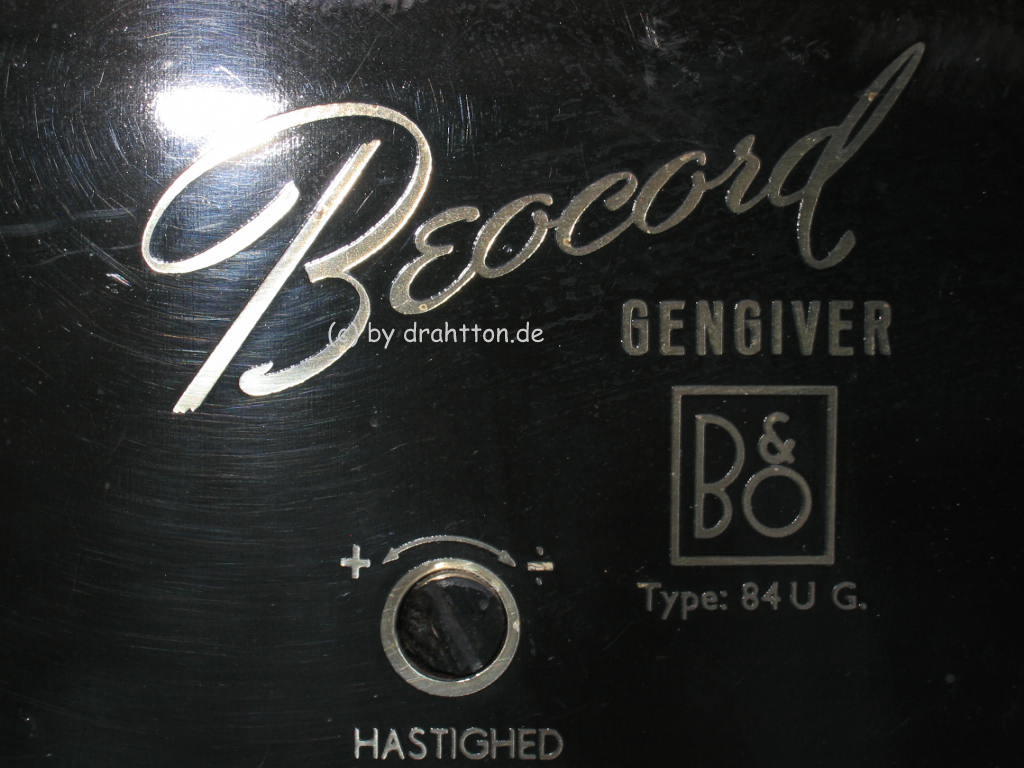 Beocord
GENGIVER
(c) by drahtton.de
B&O
+ ÷
Type: 84 U G.
HASTIGHED